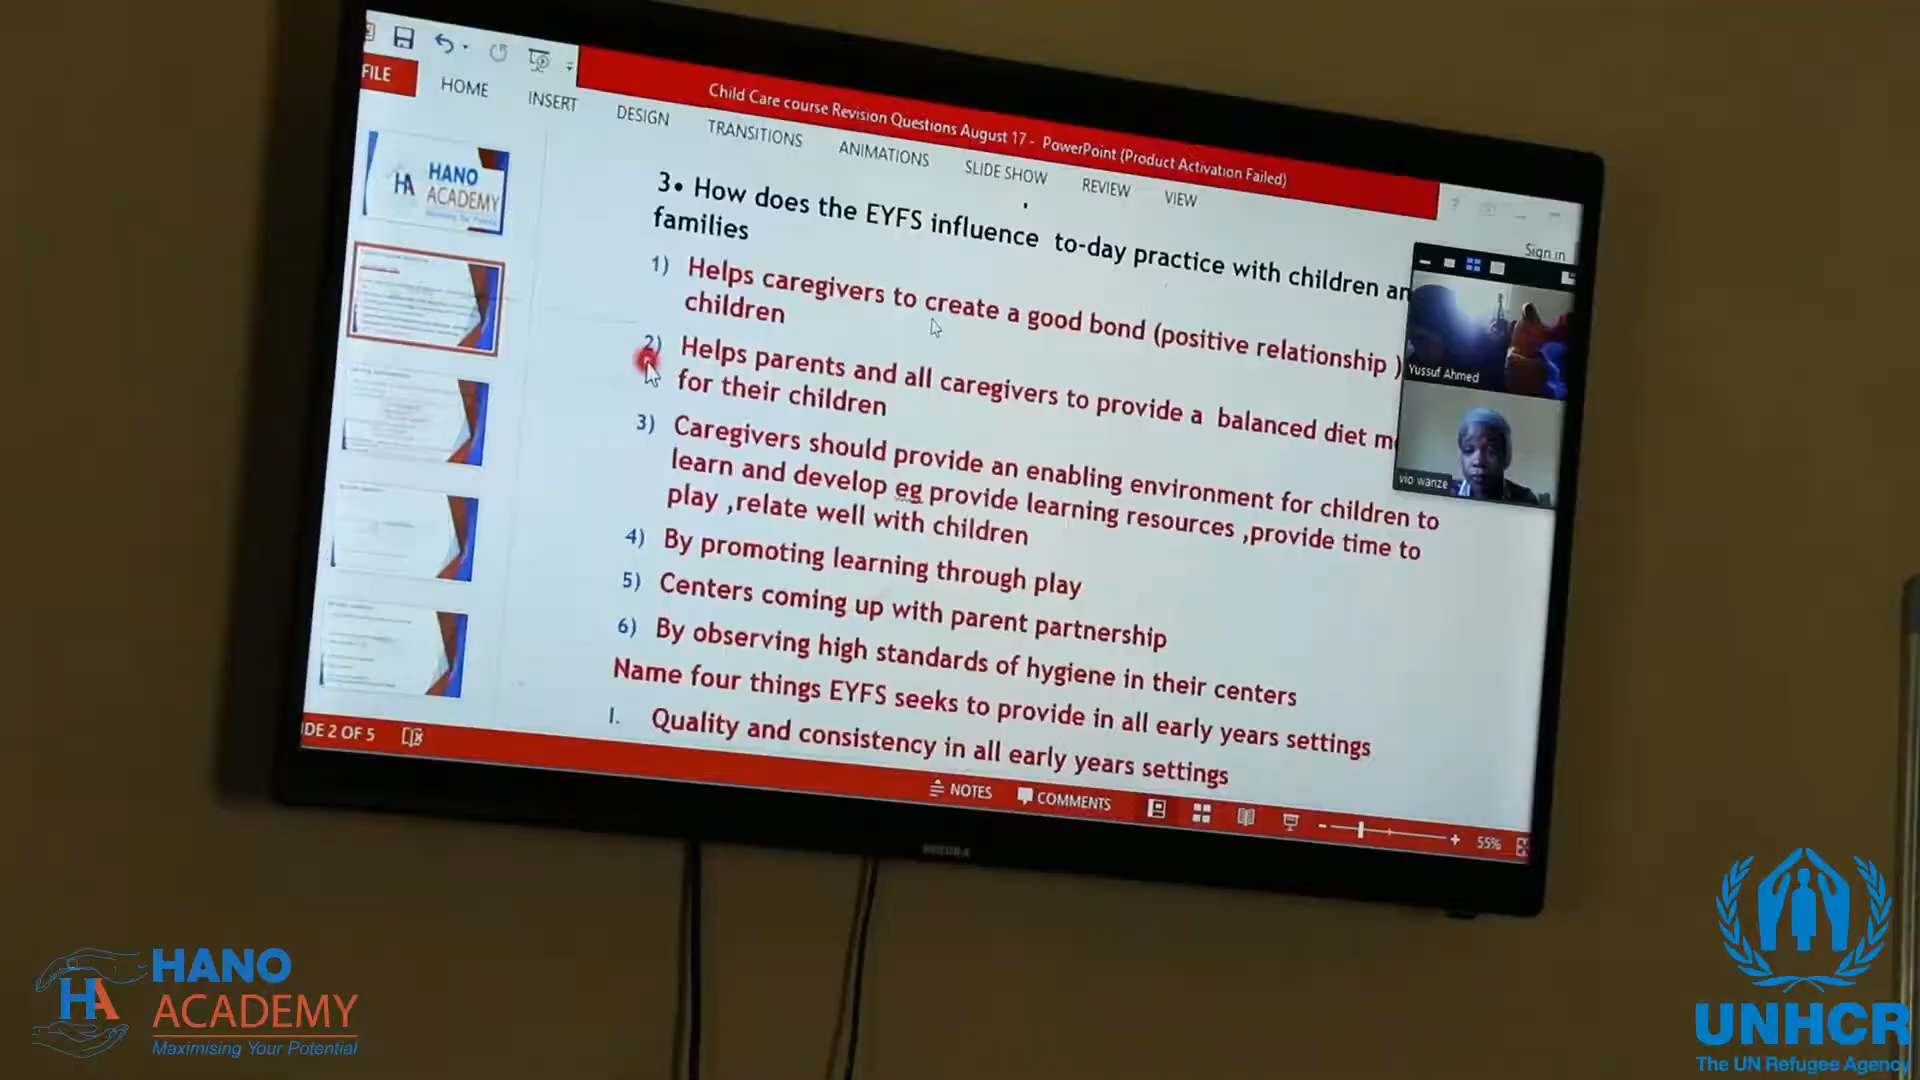 FILE
HOME
INSERT
DESIGN
TRANSITIONS
ANIMATIONS
SLIDE SHOW
REVIEW
VIEW
Child Care course Revision Questions August 17 - PowerPoint (Product Activation Failed)
Sign in
HA HANO
ACADEMY
3• How does the EYFS influence to-day practice with children an
families
1) Helps caregivers to create a good bond (positive relationship )
children
2) Helps parents and all caregivers to provide a balanced diet m
for their children
3) Caregivers should provide an enabling environment for children to
learn and develop eg provide learning resources ,provide time to
play ,relate well with children
4) By promoting learning through play
5) Centers coming up with parent partnership
6) By observing high standards of hygiene in their centers
Name four things EYFS seeks to provide in all early years settings
I. Quality and consistency in all early years settings
Yussuf Ahmed
vio wanze
IDE 2 OF 5
NOTES
COMMENTS
55%
HA HANO
ACADEMY
Maximising Your Potential
UNHCR
The UN Refugee Agency